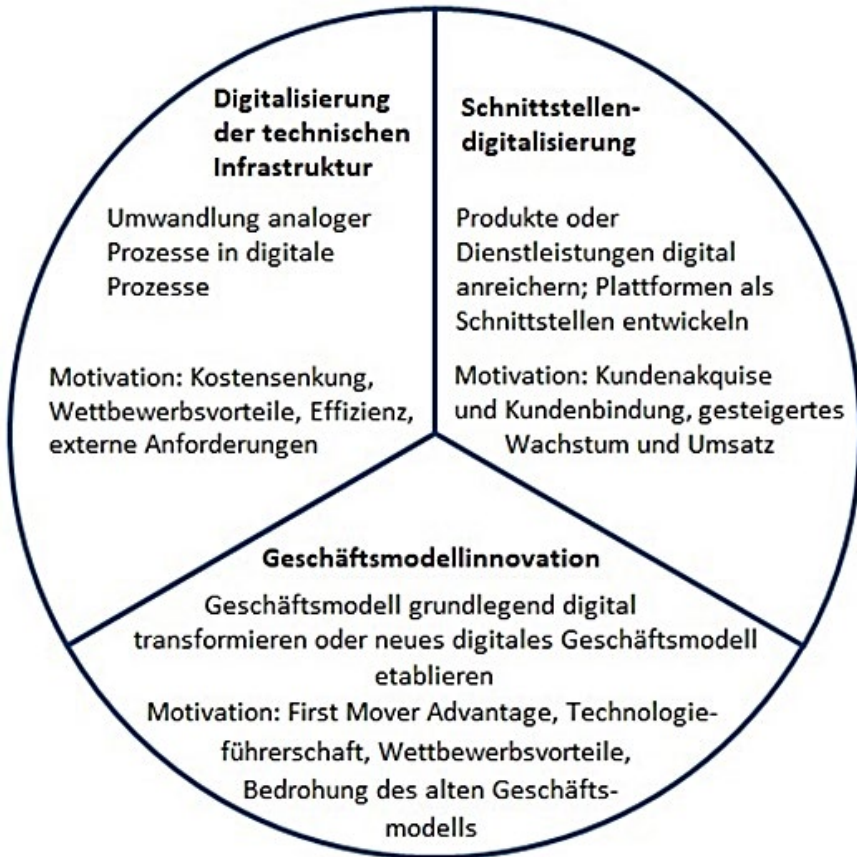 Digitalisierung
der technischen
Infrastruktur
Umwandlung analoger
Prozesse in digitale
Prozesse
Motivation: Kostensenkung,
Wettbewerbsvorteile, Effizienz,
externe Anforderungen
Schnittstellen-
digitalisierung
Produkte oder
Dienstleistungen digital
anreichern; Plattformen als
Schnittstellen entwickeln
Motivation: Kundenakquise
und Kundenbindung, gesteigertes
Wachstum und Umsatz
Geschäftsmodellinnovation
Geschäftsmodell grundlegend digital
transformieren oder neues digitales Geschäftsmodell
etablieren
Motivation: First Mover Advantage, Technologie-
führerschaft, Wettbewerbsvorteile,
Bedrohung des alten Geschäfts-
modells